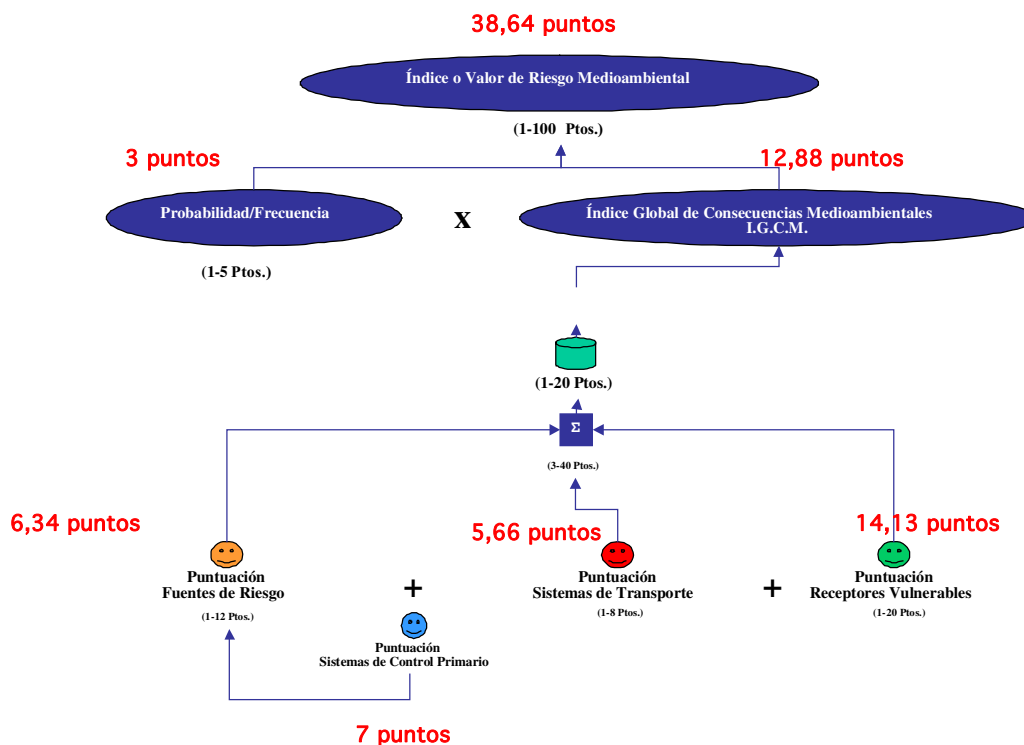 38,64 puntos
Índice o Valor de Riesgo Medioambiental
(1-100 Ptos.)
3 puntos
12,88 puntos
Probabilidad/Frecuencia
X
Índice Global de Consecuencias Medioambientales
I.G.C.M.
(1-5 Ptos.)
(1-20 Ptos.)
Σ
(3-40 Ptos.)
6,34 puntos
5,66 puntos
14,13 puntos
Puntuación
Fuentes de Riesgo
(1-12 Ptos.)
+
Puntuación
Sistemas de Transporte
(1-8 Ptos.)
+
Puntuación
Receptores Vulnerables
(1-20 Ptos.)
Puntuación
Sistemas de Control Primario
7 puntos